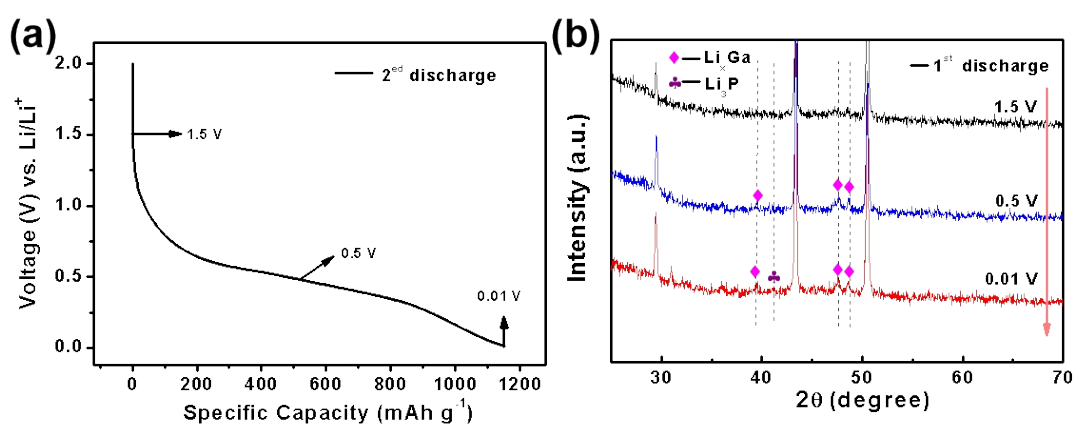 (a)
2.0
1.5
1.0
0.5
0.0
Voltage (V) vs. Li/Li+
2ed discharge
1.5 V
0.5 V
0.01 V
0 200 400 600 800 1000 1200
Specific Capacity (mAh g-1)
(b)
LixGa
Li3P
1st discharge
1.5 V
0.5 V
0.01 V
Intensity (a.u.)
30 40 50 60 70
2θ (degree)